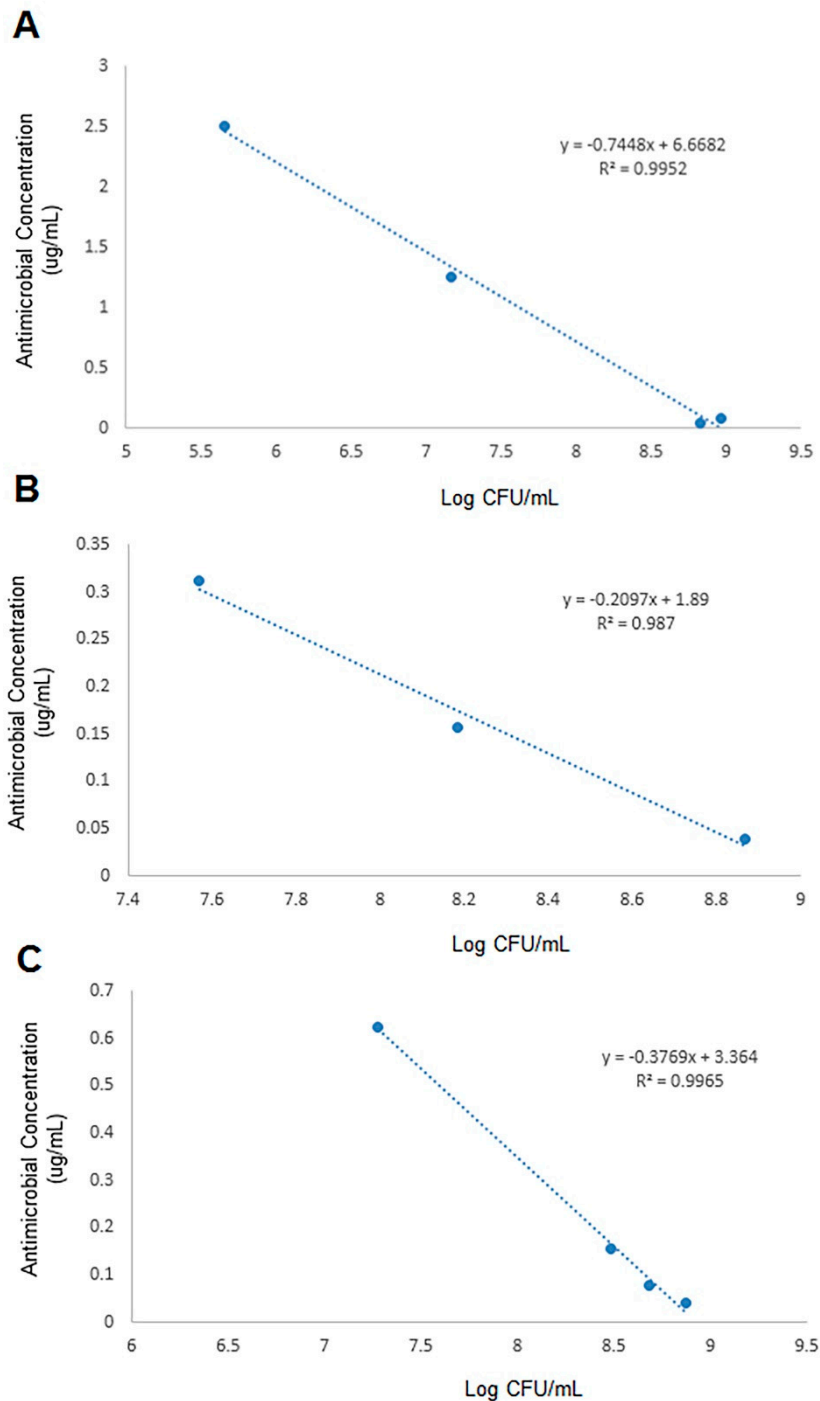 A
Antimicrobial Concentration
(ug/mL)
3
2.5
2
1.5
1
0.5
0
y = -0.7448x + 6.6682
R² = 0.9952
5 5.5 6 6.5 7 7.5 8 8.5 9 9.5
Log CFU/mL
B
Antimicrobial Concentration
(ug/mL)
0.35
0.3
0.25
0.2
0.15
0.1
0.05
0
y = -0.2097x + 1.89
R² = 0.987
7.4 7.6 7.8 8 8.2 8.4 8.6 8.8 9
Log CFU/mL
C
Antimicrobial Concentration
(ug/mL)
0.7
0.6
0.5
0.4
0.3
0.2
0.1
0
y = -0.3769x + 3.364
R² = 0.9965
6 6.5 7 7.5 8 8.5 9 9.5
Log CFU/mL